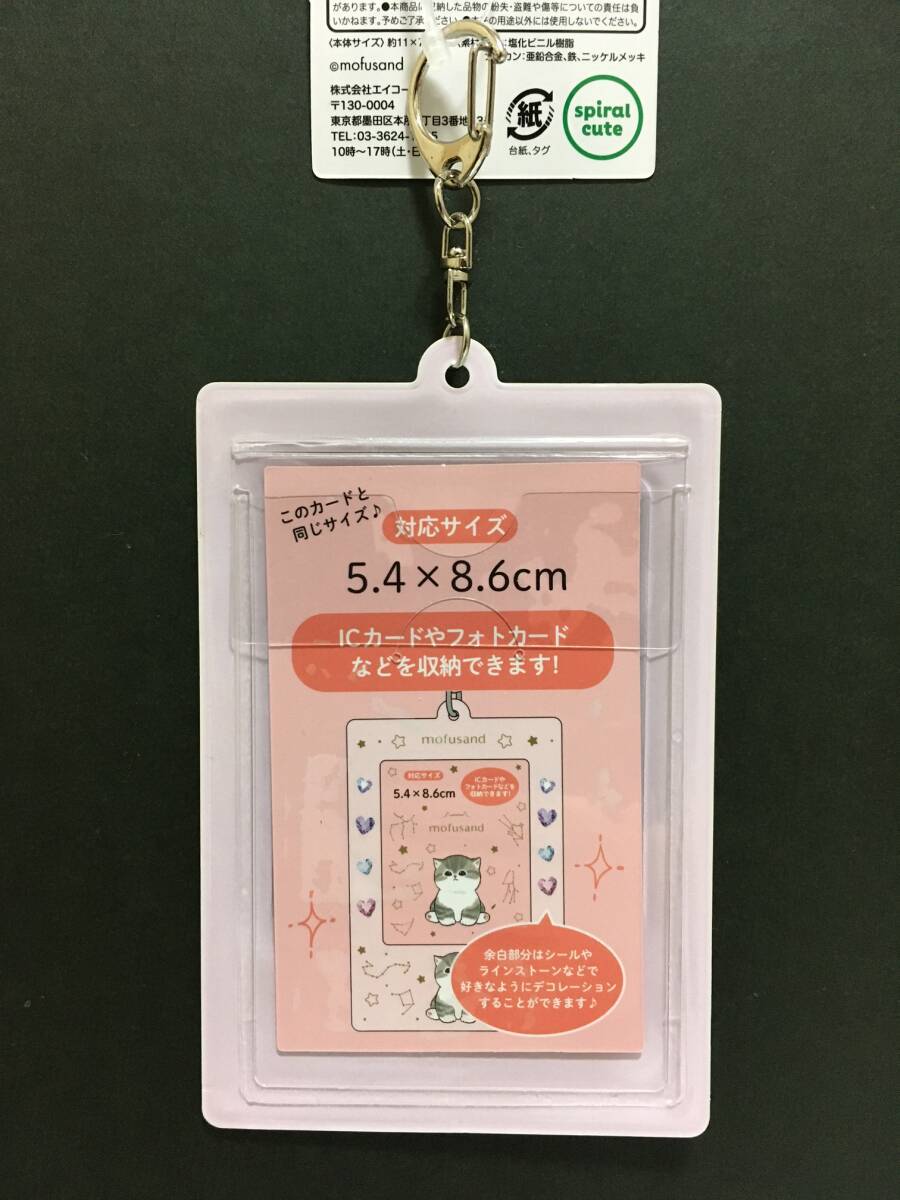 があります。●本商品に収納した品物の紛失・盗難や傷等についての責任は負
いかねます。予めご了承ください。●本来の用途以外には使用しないでください。
〈本体サイズ〉約11×7
塩化ビニル樹脂
カン:亜鉛合金、鉄、ニッケルメッキ
©mofusand
株式会社エイコー
〒130-0004
東京都墨田区本所 丁目3番地
TEL:03-3624- 5
10時〜17時(土・日
紙
台紙、タグ
spiral
cute
このカードと
同じサイズ♪
対応サイズ
5.4×8.6cm
ICカードやフォトカード
などを収納できます!
mofusand
対応サイズ
5.4×8.6cm
ICカードや
フォトカードなどを
収納できます!
mofusand
余白部分はシールや
ラインストーンなどで
好きなようにデコレーション
することができます♪